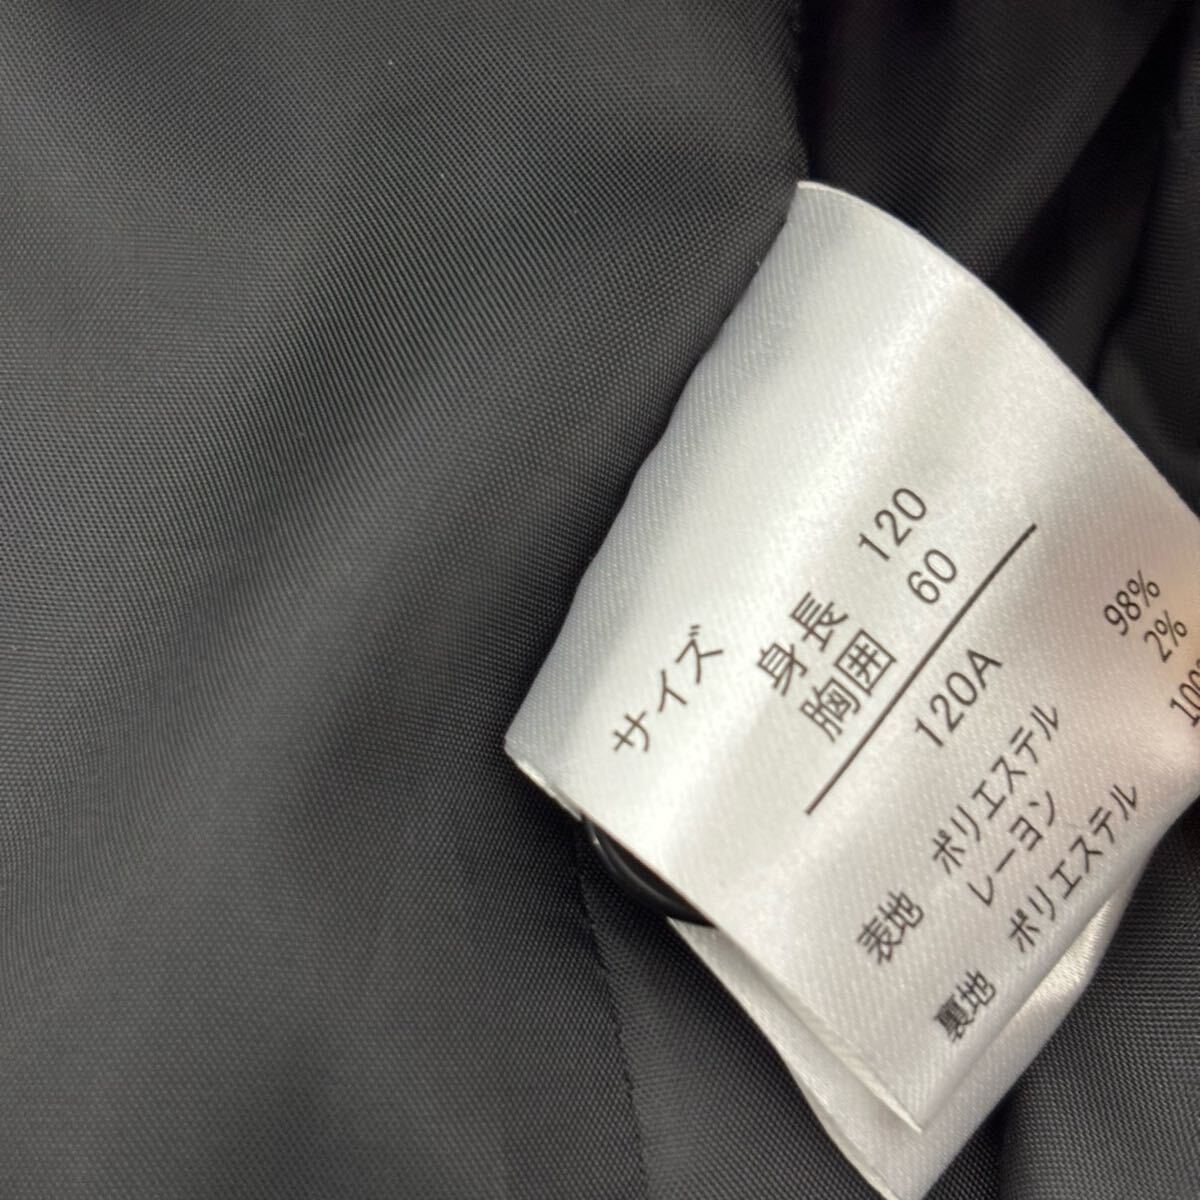 サイズ
身長 120
胸囲 60
120A
表地 ポリエステル 98%
レーヨン 2%
裏地 ポリエステル 100%